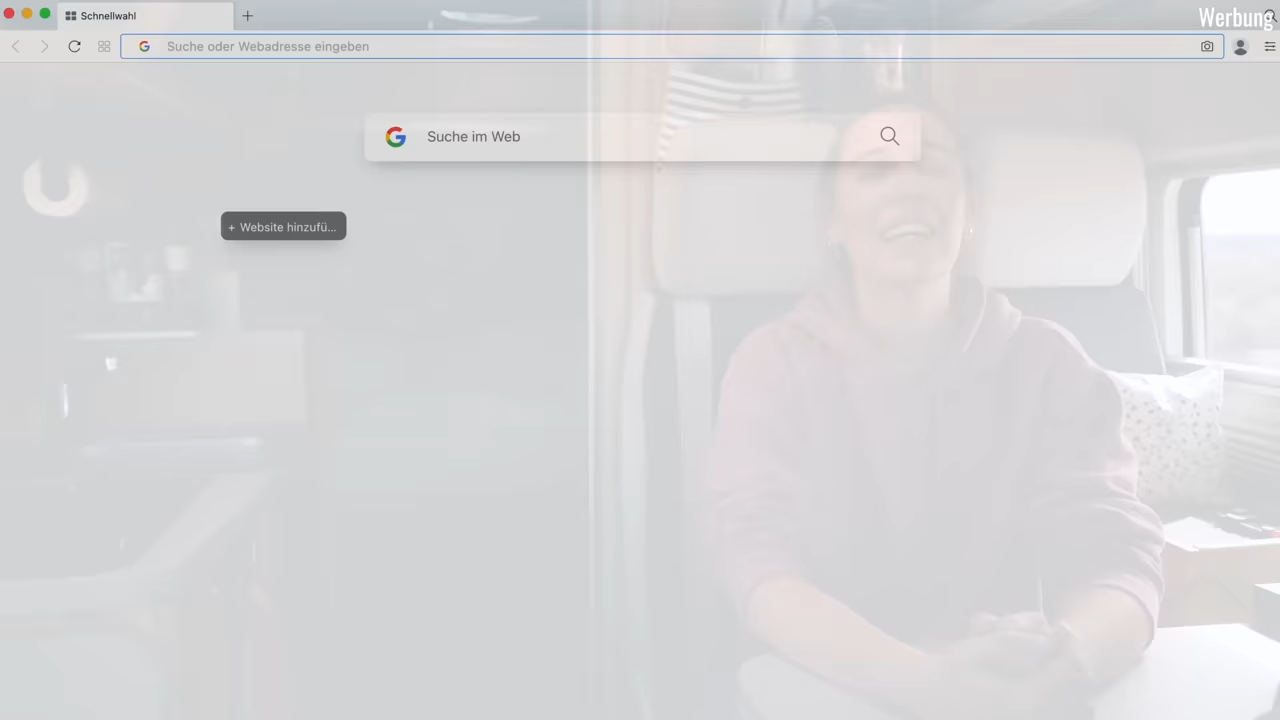 Schnellwahl
Werbung
Suche oder Webadresse eingeben
Suche im Web
+ Website hinzufü...